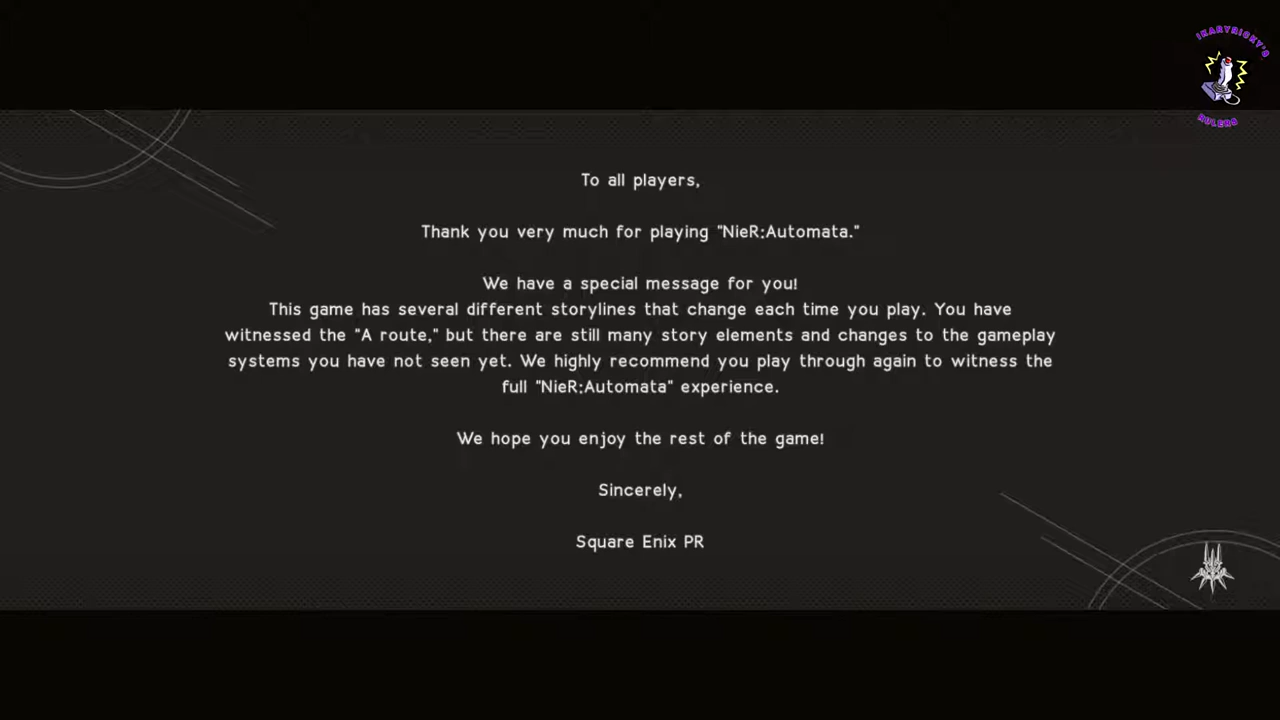 IKARYRICKY'S
RULERS
To all players,
Thank you very much for playing "NieR:Automata."
We have a special message for you!
This game has several different storylines that change each time you play. You have
witnessed the "A route," but there are still many story elements and changes to the gameplay
systems you have not seen yet. We highly recommend you play through again to witness the
full "NieR:Automata" experience.
We hope you enjoy the rest of the game!
Sincerely,
Square Enix PR